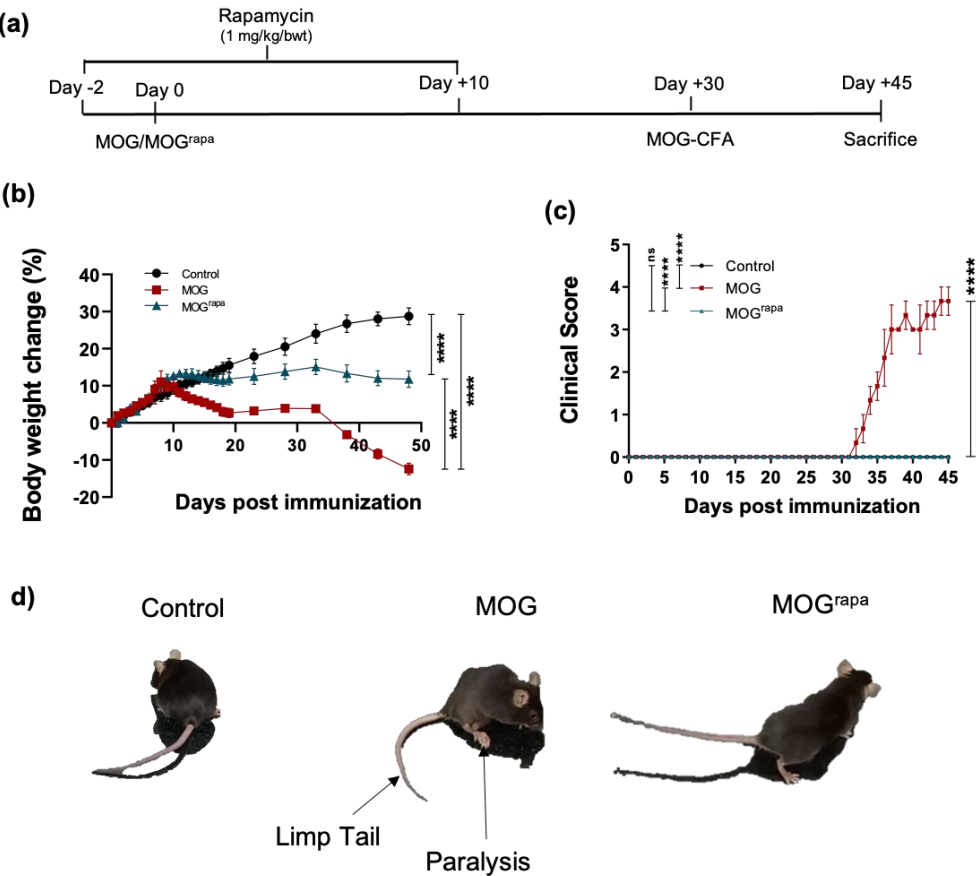 (a)
Rapamycin
(1 mg/kg/bwt)
Day -2
Day 0
Day +10
Day +30
Day +45
MOG/MOGrapa
MOG-CFA
Sacrifice
(b)
Body weight change (%)
40
30
20
10
0
-10
-20
10
20
30
40
50
Control
MOG
MOGrapa
****
****
****
Days post immunization
(c)
Clinical Score
5
4
3
2
1
0
ns
****
****
Control
MOG
MOGrapa
****
0
5
10
15
20
25
30
35
40
45
Days post immunization
d)
Control
MOG
MOGrapa
Limp Tail
Paralysis